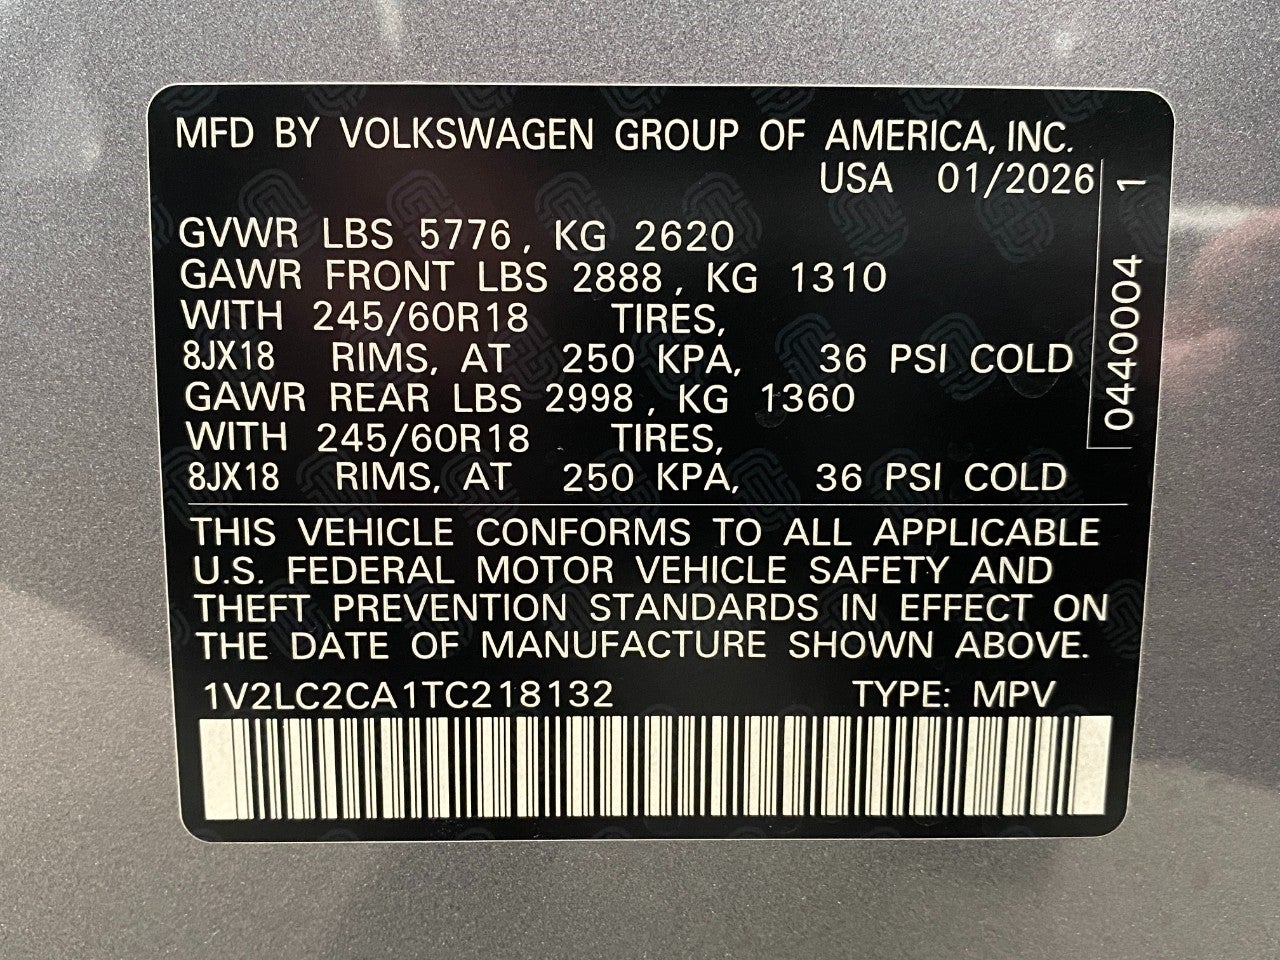 MFD BY VOLKSWAGEN GROUP OF AMERICA, INC.
USA 01/2026
GVWR LBS 5776, KG 2620
GAWR FRONT LBS 2888, KG 1310
WITH 245/60R18 TIRES,
8JX18 RIMS, AT 250 KPA, 36 PSI COLD
GAWR REAR LBS 2998, KG 1360
WITH 245/60R18 TIRES,
8JX18 RIMS, AT 250 KPA, 36 PSI COLD
0440004 1
THIS VEHICLE CONFORMS TO ALL APPLICABLE
U.S. FEDERAL MOTOR VEHICLE SAFETY AND
THEFT PREVENTION STANDARDS IN EFFECT ON
THE DATE OF MANUFACTURE SHOWN ABOVE.
1V2LC2CA1TC218132 TYPE: MPV